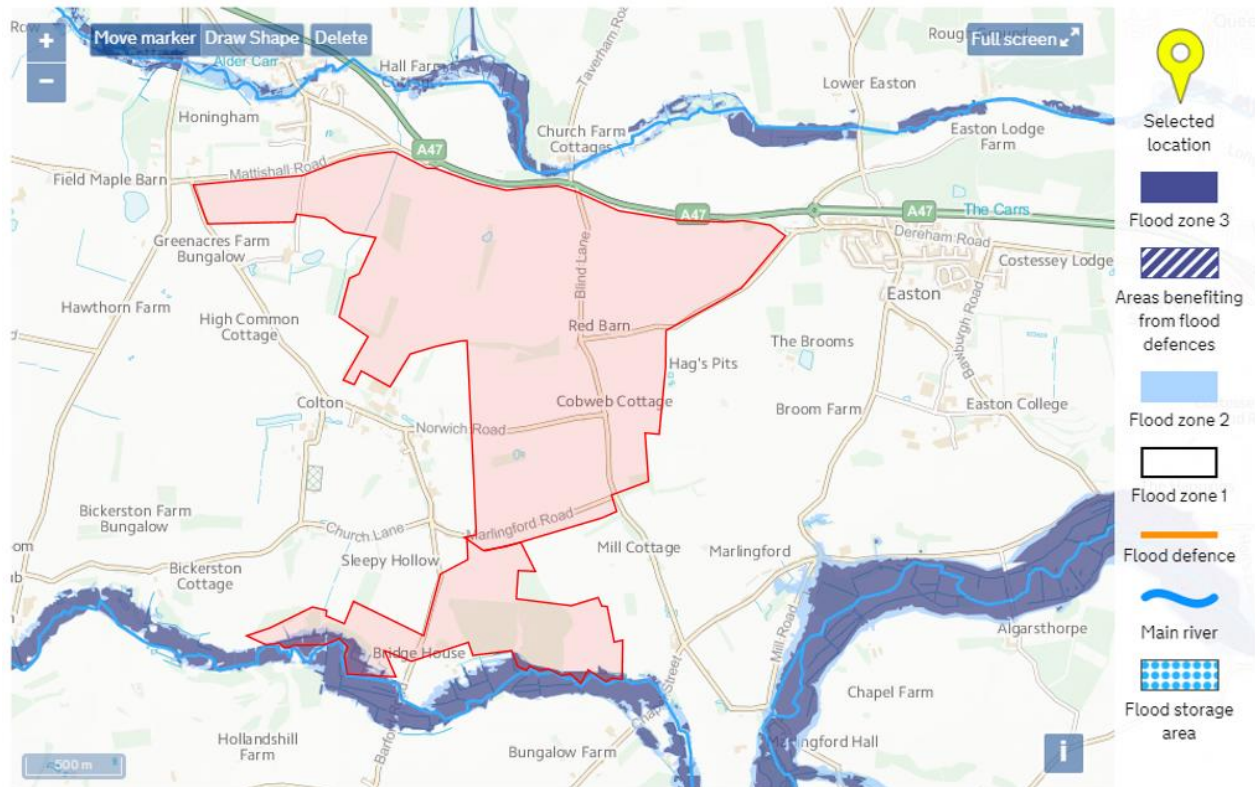 +
−
Move marker
Draw Shape
Delete
Full screen
Row
Alder Carr
Hall Farm
Taverham Road
Lower Easton
Honingham
Church Farm
Cottages
Easton Lodge
Farm
A47
Field Maple Barn
Mattishall Road
A47
A47
The Carrs
Dereham Road
Costessey Lodge
Greenacres Farm
Bungalow
Blind Lane
Easton
Hawthorn Farm
High Common
Cottage
Red Barn
The Brooms
Hag's Pits
Bawburgh Road
Colton
Cobweb Cottage
Broom Farm
Easton College
Norwich Road
Bickerston Farm
Bungalow
Church Lane
Marlingford Road
Mill Cottage
Marlingford
Bickerston
Cottage
Sleepy Hollow
Bridge House
Mill Road
Algarsthorpe
Chapel Farm
Hollandshill
Farm
Bungalow Farm
Marlingford Hall
500 m
i
Selected
location
Flood zone 3
Areas benefiting
from flood
defences
Flood zone 2
Flood zone 1
Flood defence
Main river
Flood storage
area